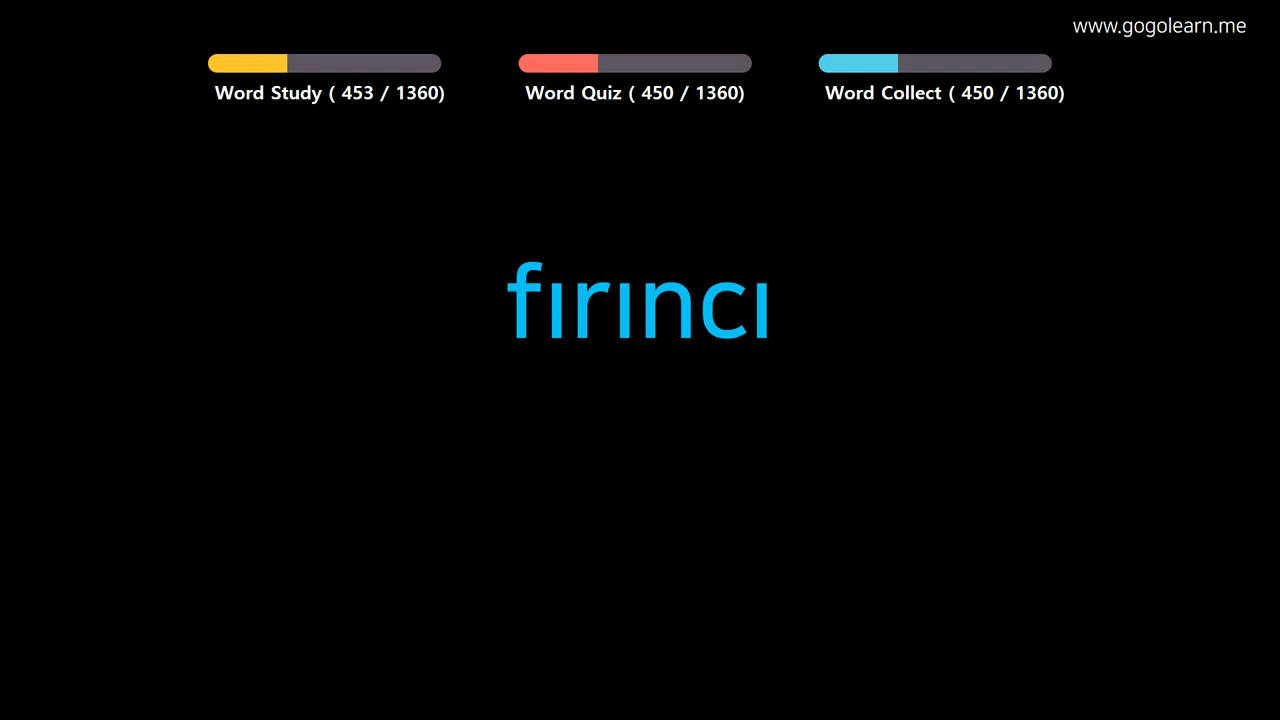 www.gogolearn.me
Word Study ( 453 / 1360)
Word Quiz ( 450 / 1360)
Word Collect ( 450 / 1360)
fırıncı